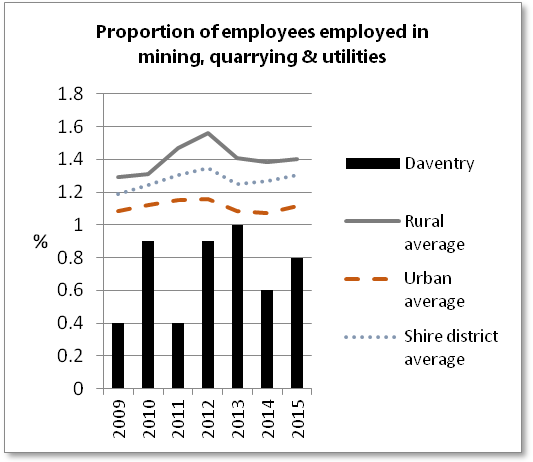 Proportion of employees employed in
mining, quarrying & utilities
1.8
1.6
1.4
1.2
1
0.8
0.6
0.4
0.2
0
%
2009
2010
2011
2012
2013
2014
2015
Daventry
Rural
average
Urban
average
Shire district
average